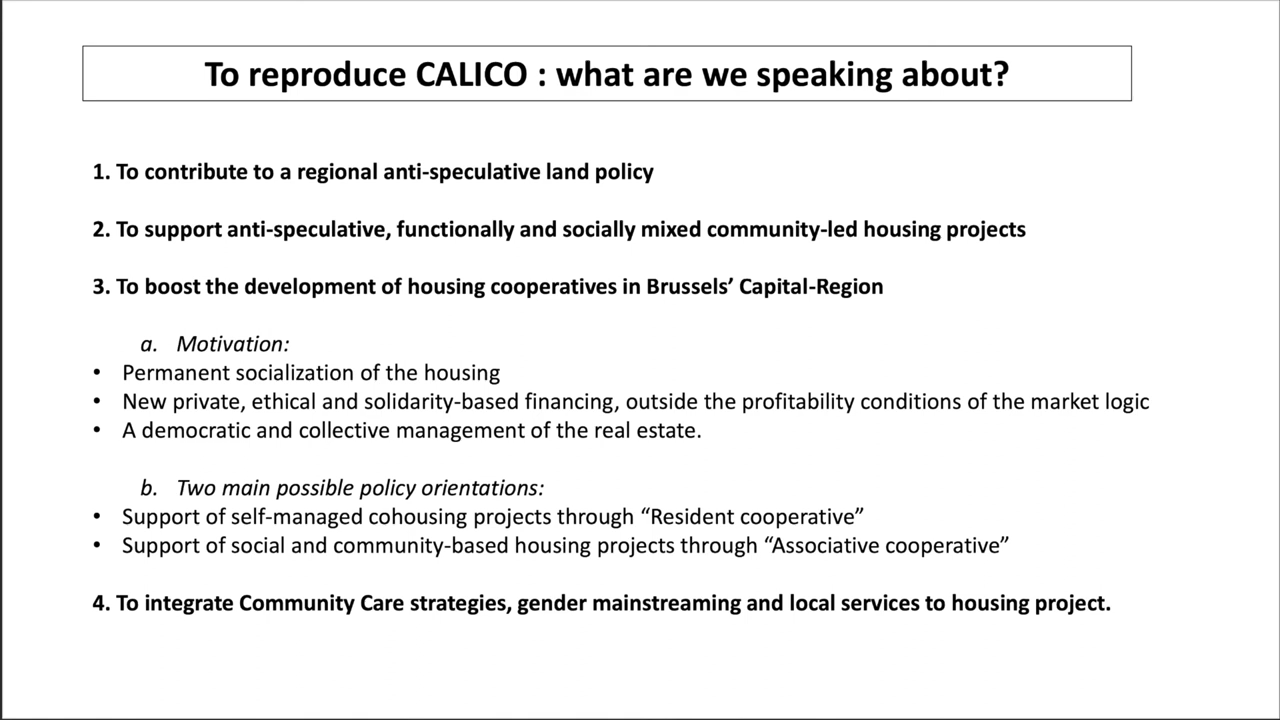 To reproduce CALICO : what are we speaking about?
1. To contribute to a regional anti-speculative land policy
2. To support anti-speculative, functionally and socially mixed community-led housing projects
3. To boost the development of housing cooperatives in Brussels’ Capital-Region
a. Motivation:
• Permanent socialization of the housing
• New private, ethical and solidarity-based financing, outside the profitability conditions of the market logic
• A democratic and collective management of the real estate.
b. Two main possible policy orientations:
• Support of self-managed cohousing projects through “Resident cooperative”
• Support of social and community-based housing projects through “Associative cooperative”
4. To integrate Community Care strategies, gender mainstreaming and local services to housing project.